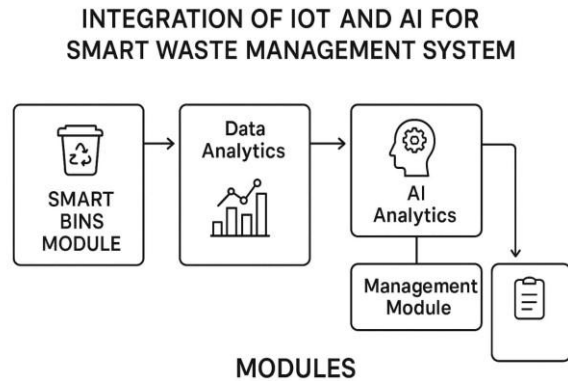 INTEGRATION OF IOT AND AI FOR
SMART WASTE MANAGEMENT SYSTEM
SMART
BINS
MODULE
Data
Analytics
AI
Analytics
Management
Module
MODULES